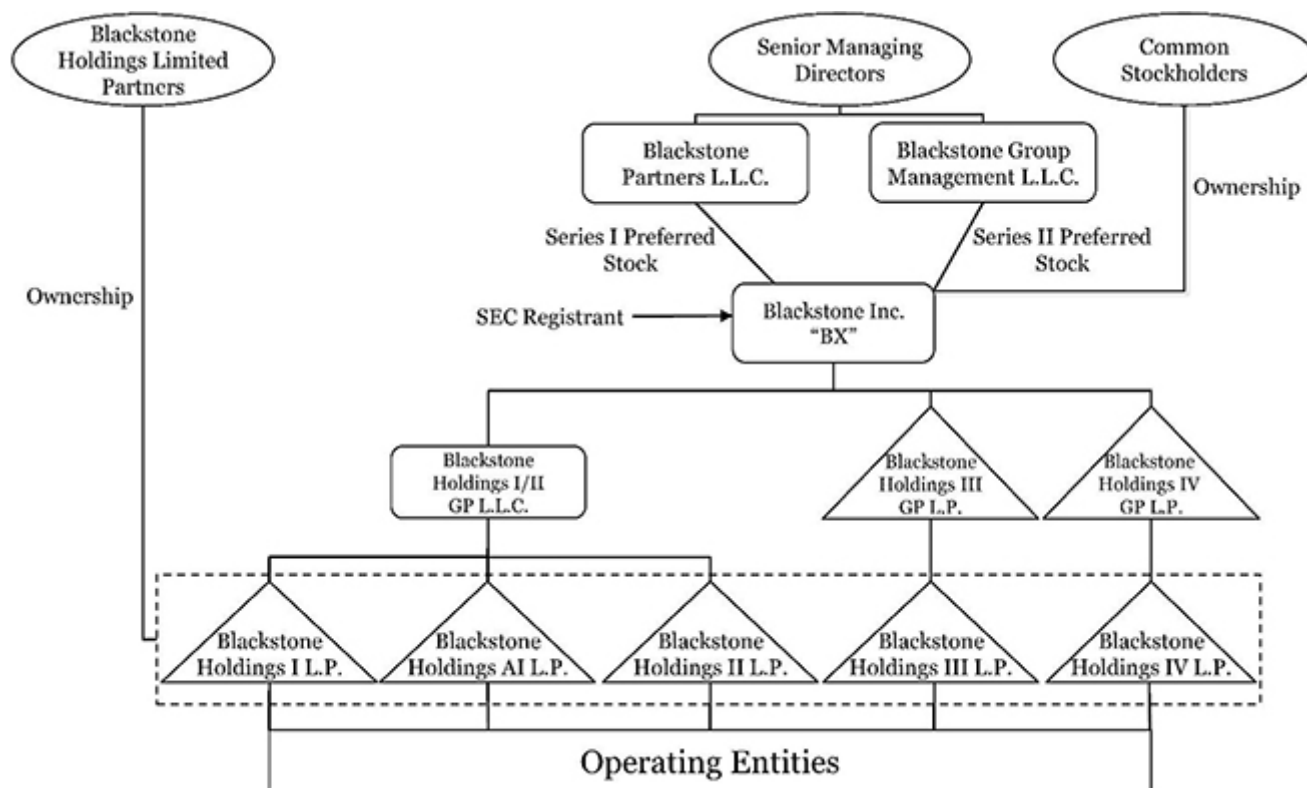 Blackstone
Holdings Limited
Partners
Senior Managing
Directors
Common
Stockholders
Blackstone
Partners L.L.C.
Blackstone Group
Management L.L.C.
Ownership
Series I Preferred
Stock
Series II Preferred
Stock
Ownership
SEC Registrant
Blackstone Inc.
“BX”
Blackstone
Holdings I/II
GP L.L.C.
Blackstone
Holdings III
GP L.P.
Blackstone
Holdings IV
GP L.P.
Blackstone
Holdings I L.P.
Blackstone
Holdings AI L.P.
Blackstone
Holdings II L.P.
Blackstone
Holdings III L.P.
Blackstone
Holdings IV L.P.
Operating Entities